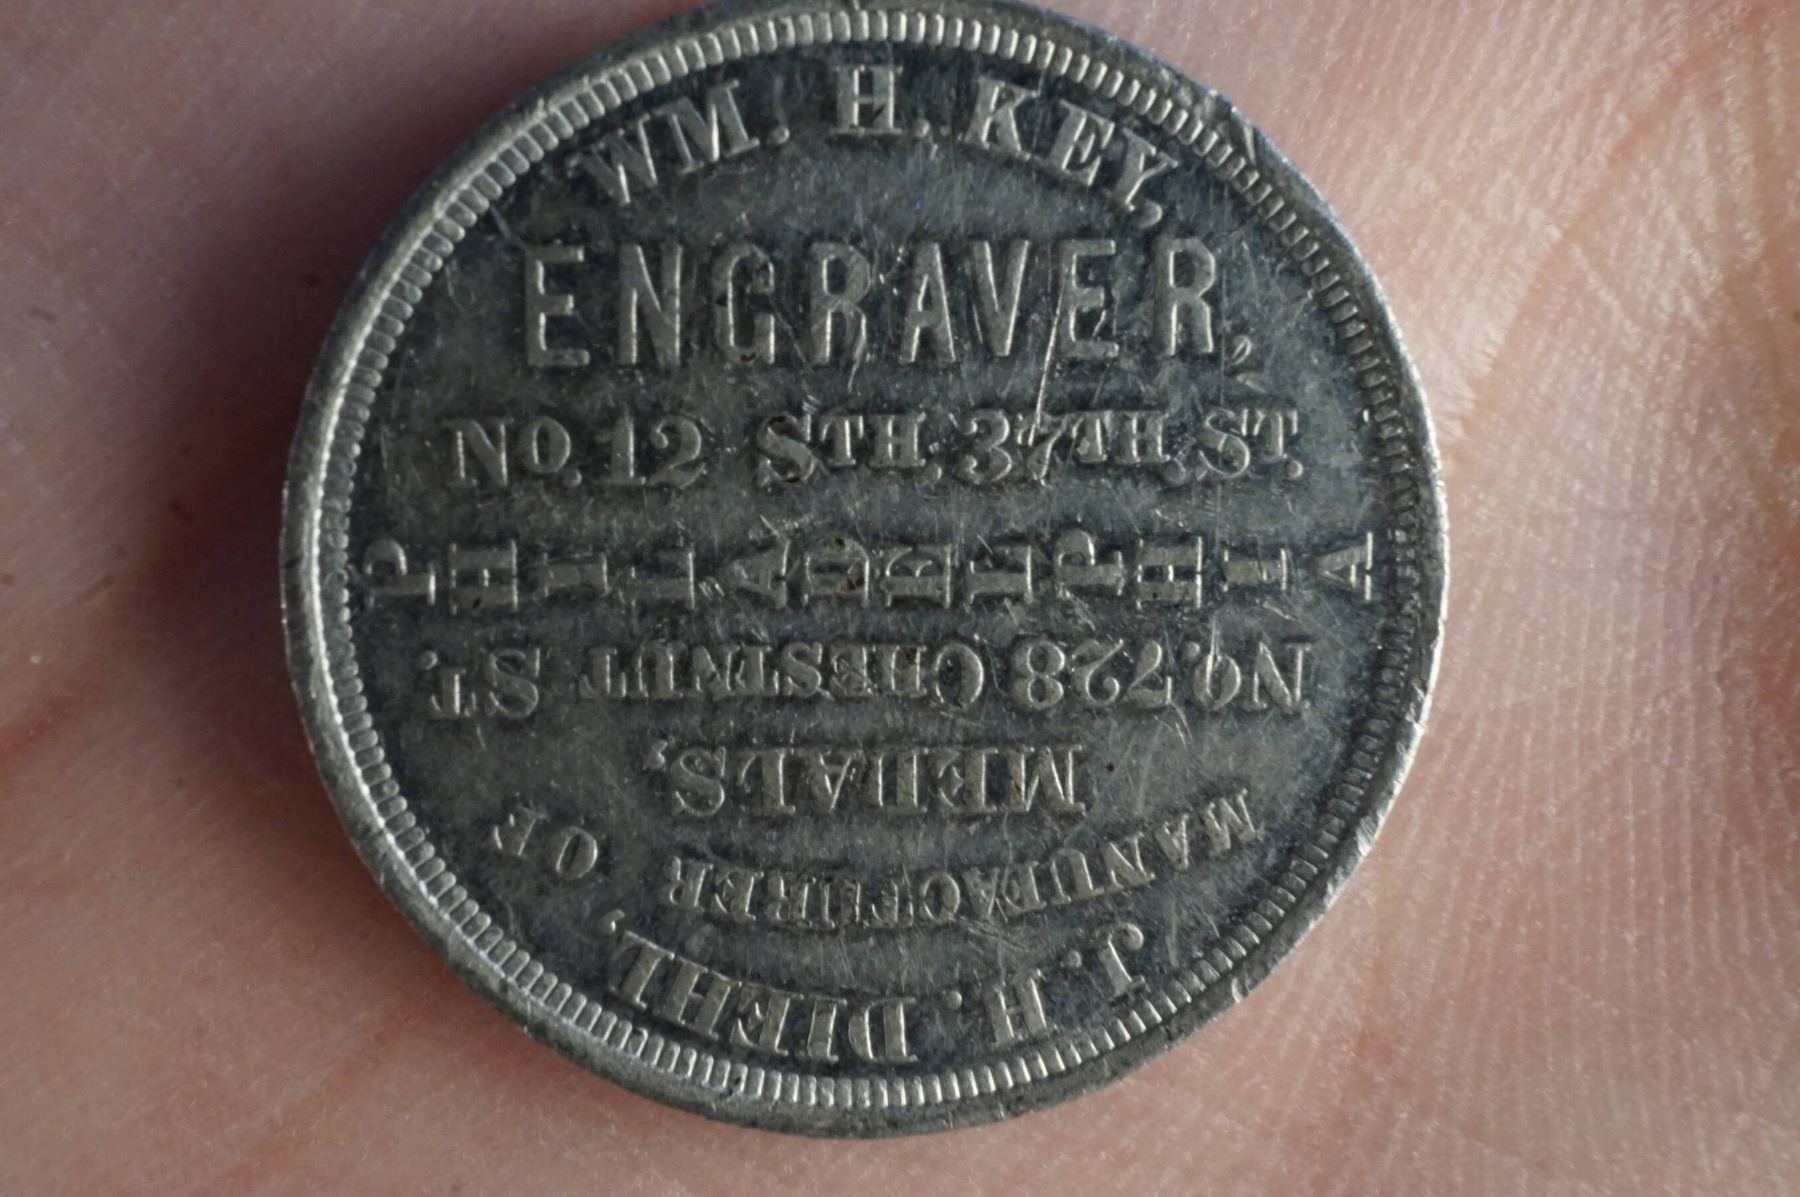 WM. H. KEY,
ENGRAVER,
NO. 12 STH. 37TH ST.
PHILADELPHIA
J. H. DIEHL,
MANUFACTURER OF
MEDALS,
NO. 728 CHESTNUT ST.